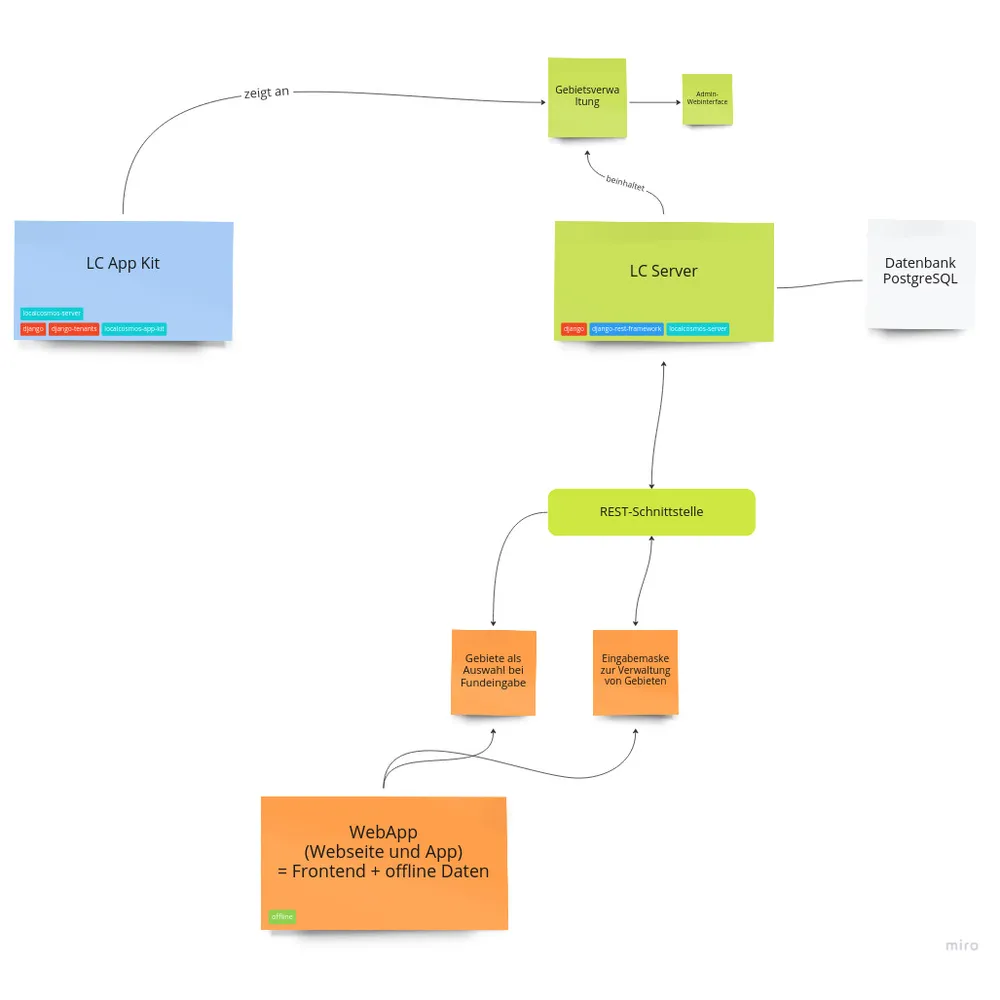 zeigt an
Gebietsverwa
ltung
Admin-
Webinterface
beinhaltet
LC App Kit
localcosmos-server
django django-tenants localcosmos-app-kit
LC Server
django django-rest-framework localcosmos-server
Datenbank
PostgreSQL
REST-Schnittstelle
Gebiete als
Auswahl bei
Fundeingabe
Eingabemaske
zur Verwaltung
von Gebieten
WebApp
(Webseite und App)
= Frontend + offline Daten
offline
miro